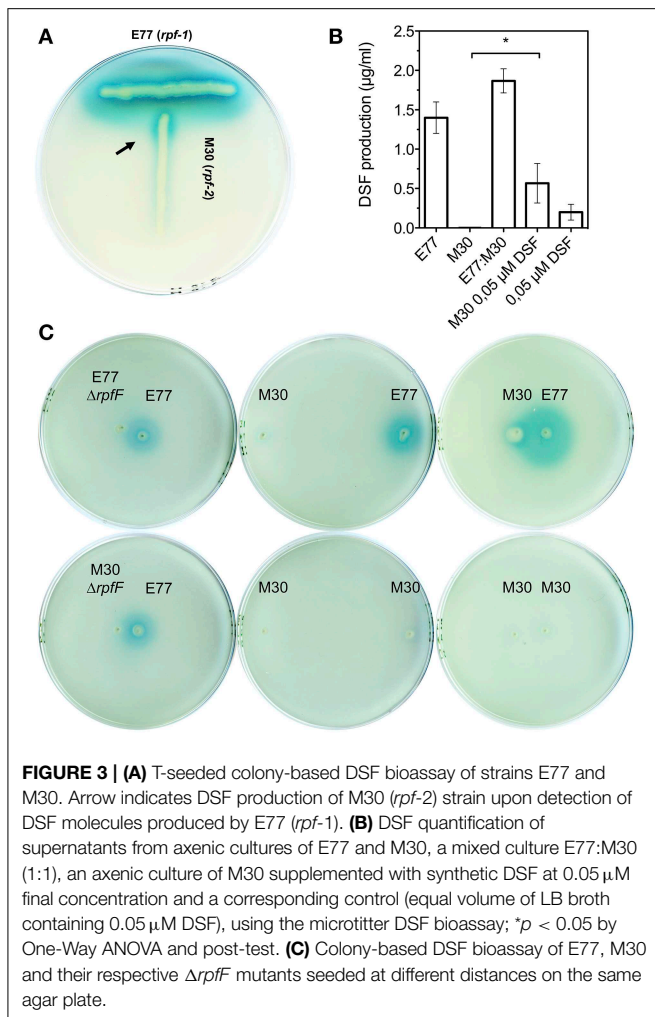 A
E77 (rpf-1)
M30 (rpf-2)
B
DSF production (µg/ml)
2.5
2.0
1.5
1.0
0.5
0.0
*
E77
M30
E77:M30
M30 0,05 µM DSF
0,05 µM DSF
C
E77
ΔrpfF E77
M30 E77
M30 E77
M30
ΔrpfF E77
M30 M30
M30 M30
FIGURE 3 | (A) T-seeded colony-based DSF bioassay of strains E77 and
M30. Arrow indicates DSF production of M30 (rpf-2) strain upon detection of
DSF molecules produced by E77 (rpf-1). (B) DSF quantification of
supernatants from axenic cultures of E77 and M30, a mixed culture E77:M30
(1:1), an axenic culture of M30 supplemented with synthetic DSF at 0.05 µM
final concentration and a corresponding control (equal volume of LB broth
containing 0.05 µM DSF), using the microtitter DSF bioassay; *p < 0.05 by
One-Way ANOVA and post-test. (C) Colony-based DSF bioassay of E77, M30
and their respective ΔrpfF mutants seeded at different distances on the same
agar plate.